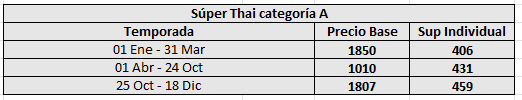 Súper Thai categoría A
Temporada Precio Base Sup Individual
01 Ene - 31 Mar 1850 406
01 Abr - 24 Oct 1010 431
25 Oct - 18 Dic 1807 459